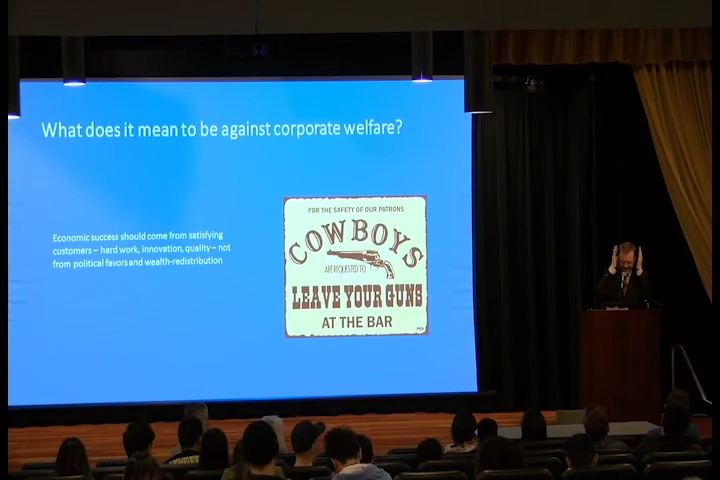 What does it mean to be against corporate welfare?
Economic success should come from satisfying
customers – hard work, innovation, quality – not
from political favors and wealth-redistribution
FOR THE SAFETY OF OUR PATRONS
COWBOYS
ARE REQUESTED TO
LEAVE YOUR GUNS
AT THE BAR